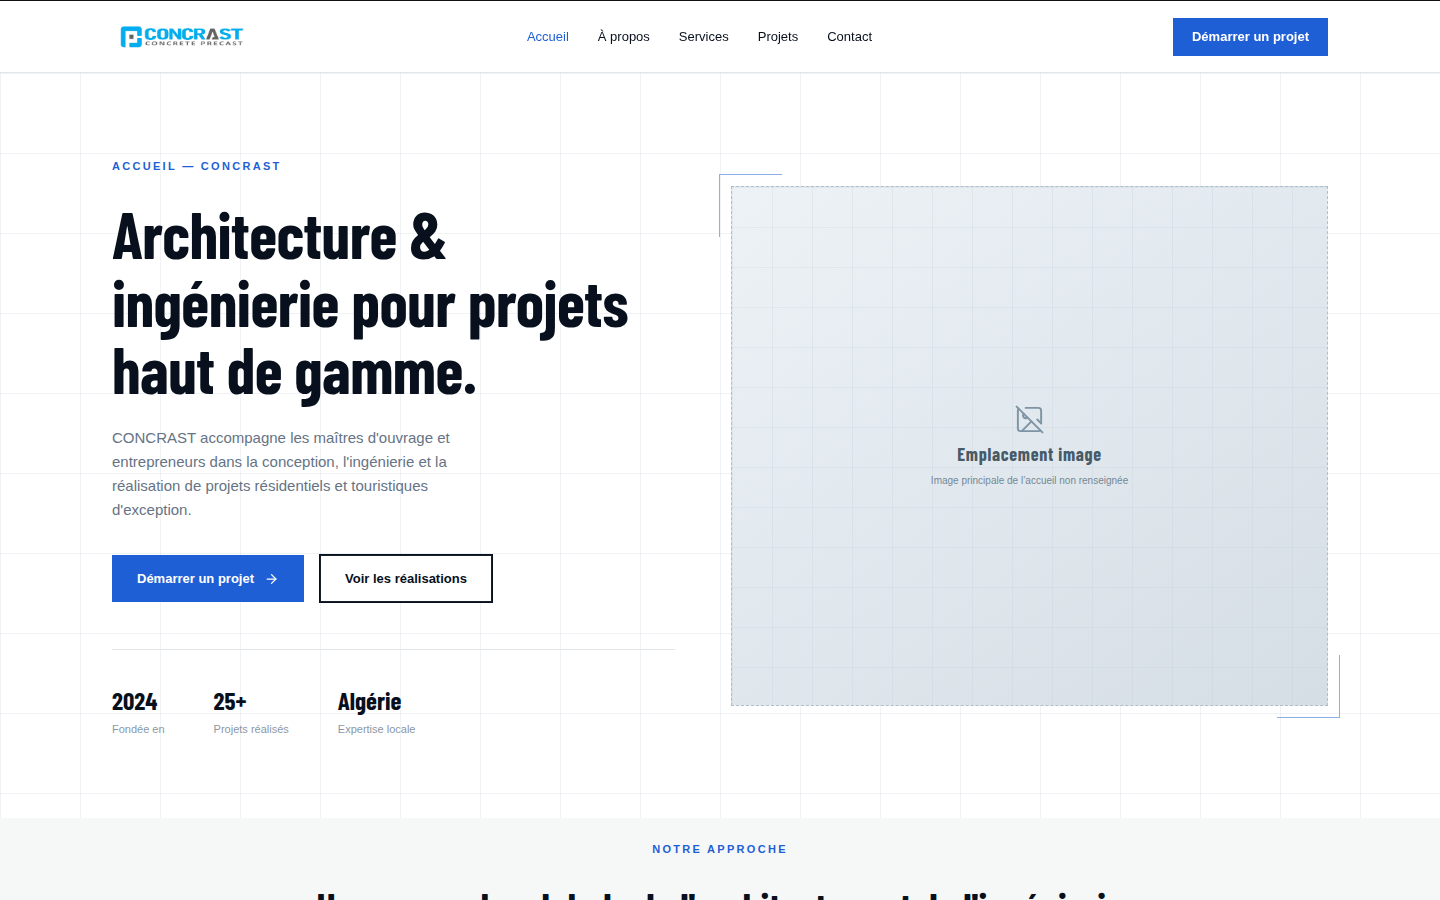 CONCRAST
CONCRETE PRECAST
Accueil
À propos
Services
Projets
Contact
Démarrer un projet
ACCUEIL — CONCRAST
Architecture &
ingénierie pour projets
haut de gamme.
CONCRAST accompagne les maîtres d'ouvrage et
entrepreneurs dans la conception, l'ingénierie et la
réalisation de projets résidentiels et touristiques
d'exception.
Démarrer un projet
Voir les réalisations
2024
Fondée en
25+
Projets réalisés
Algérie
Expertise locale
Emplacement image
Image principale de l'accueil non renseignée
NOTRE APPROCHE